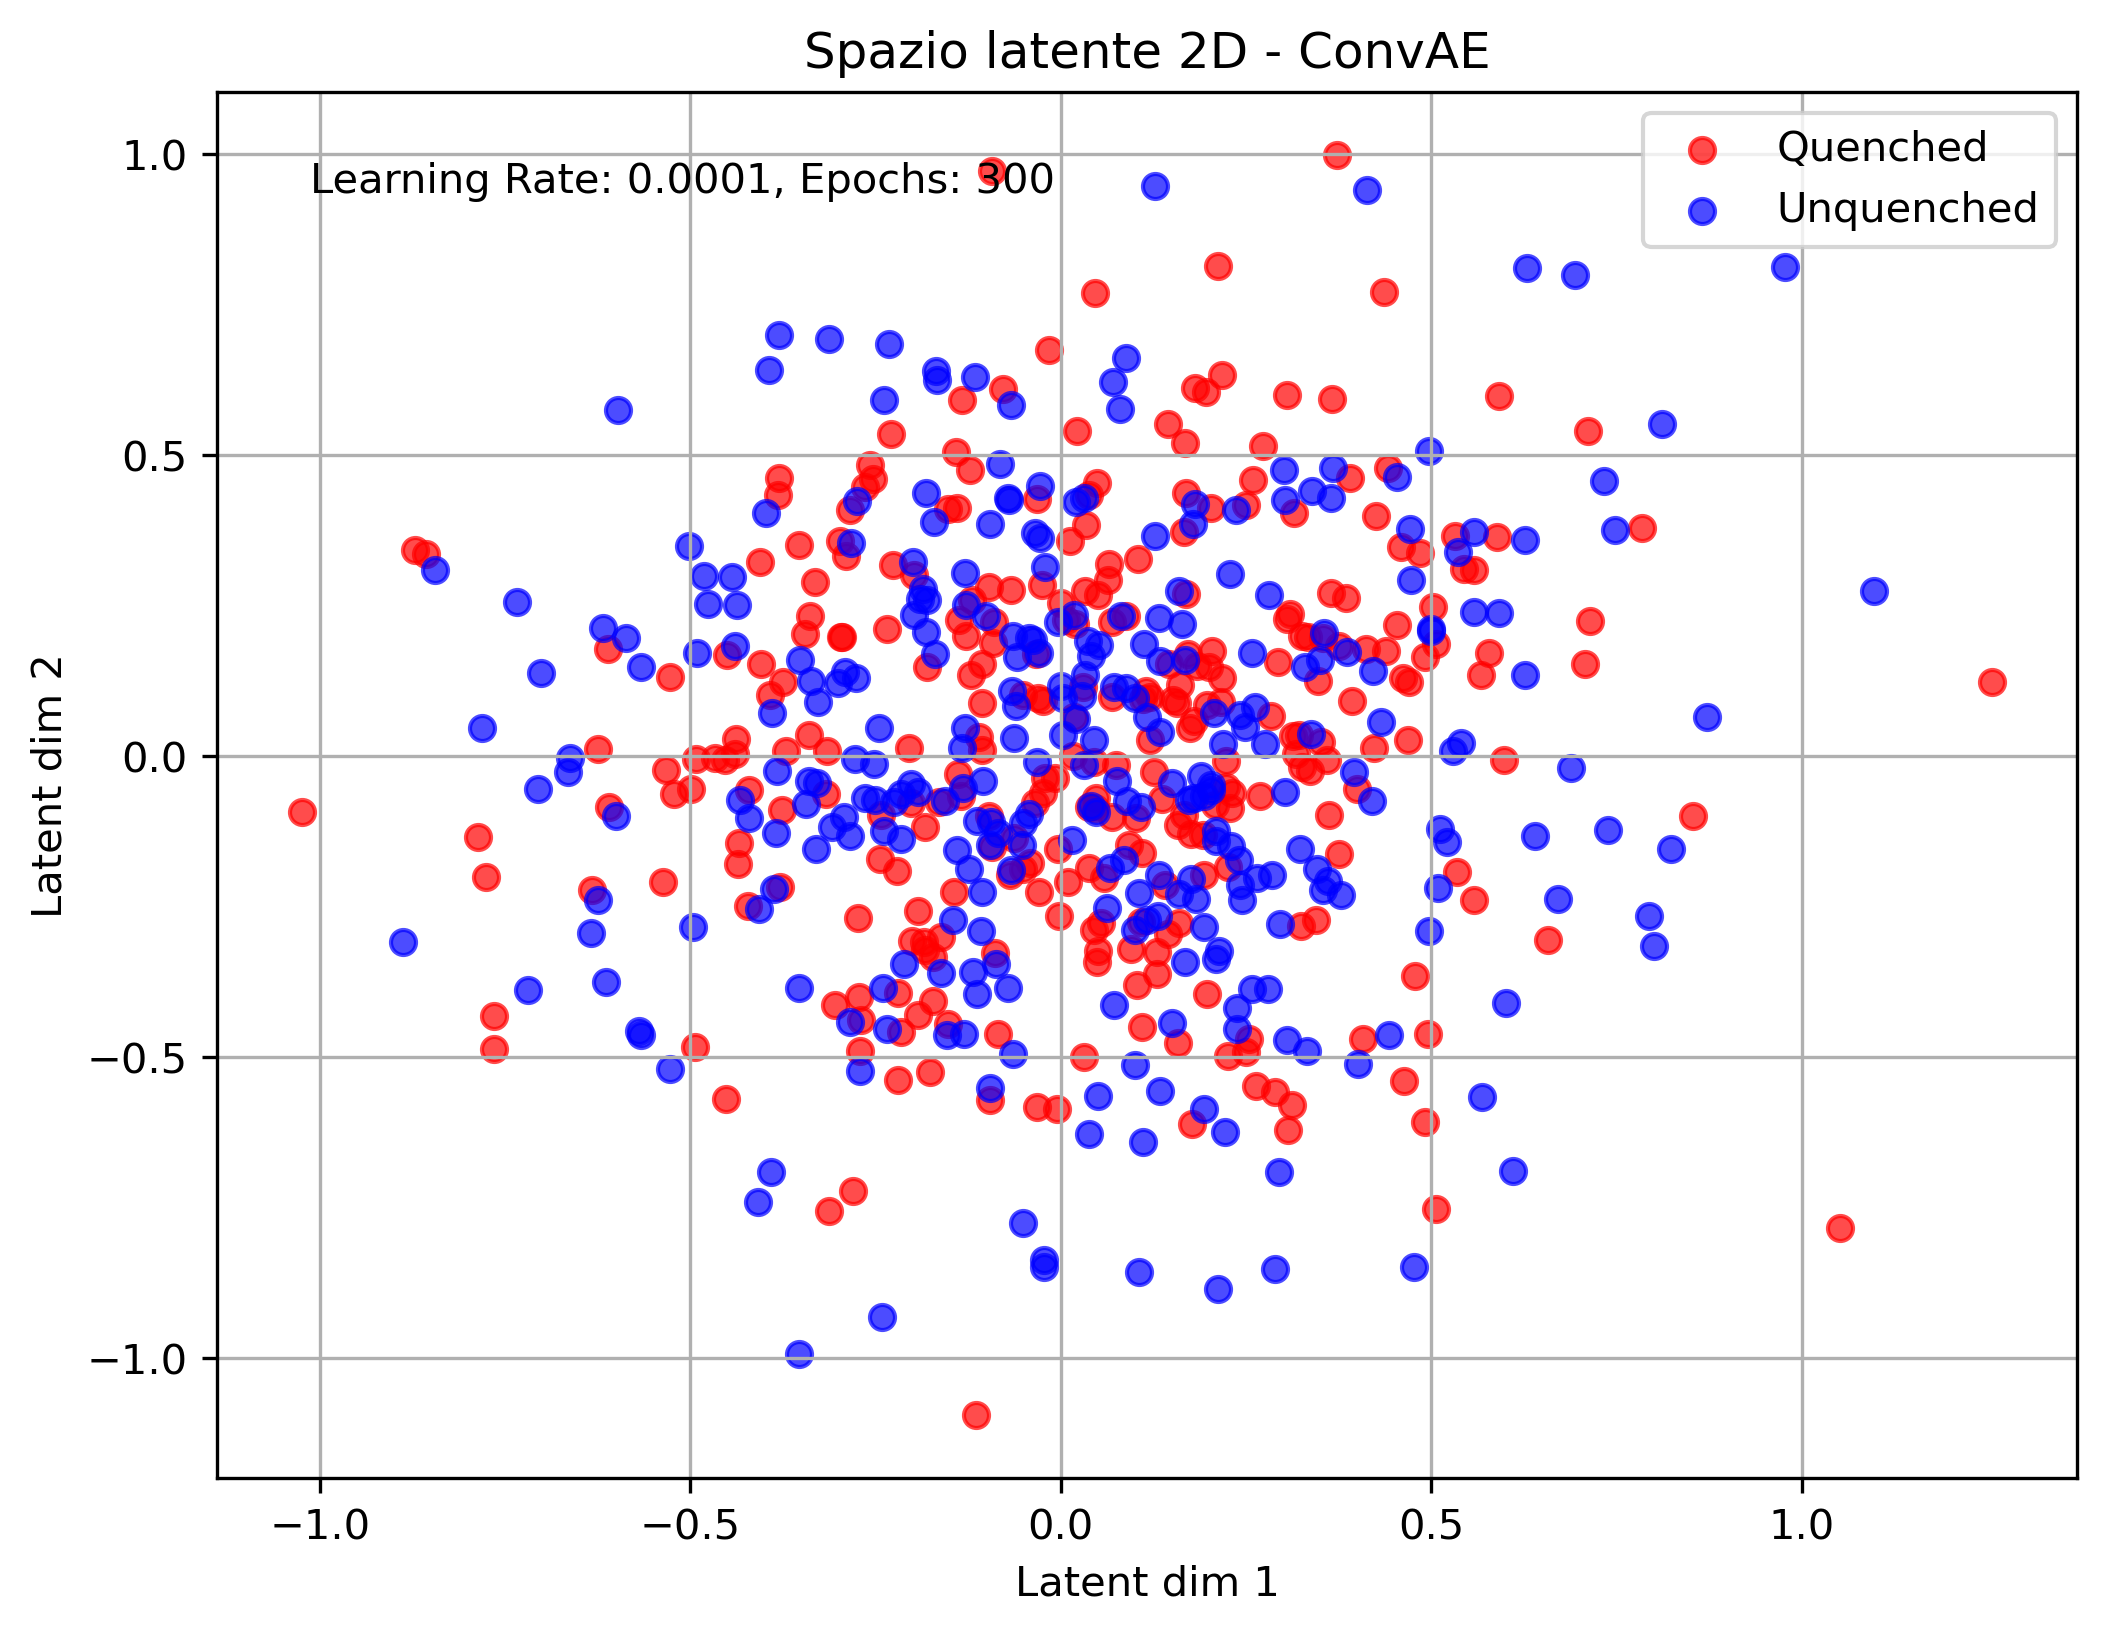 Spazio latente 2D - ConvAE
Learning Rate: 0.0001, Epochs: 300
Quenched
Unquenched
Latent dim 2
1.0
0.5
0.0
−0.5
−1.0
−1.0
−0.5
0.0
0.5
1.0
Latent dim 1